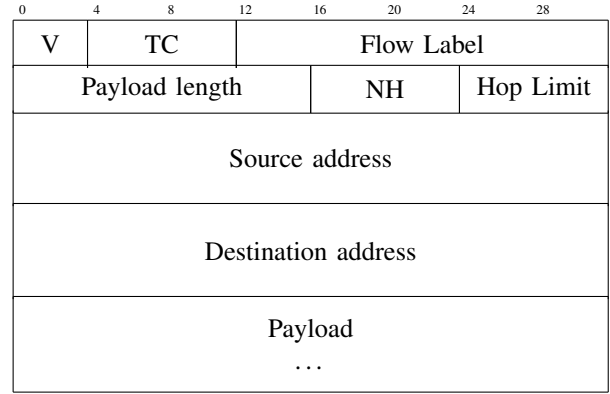 0 4 8 12 16 20 24 28
V TC Flow Label
Payload length NH Hop Limit
Source address
Destination address
Payload
...